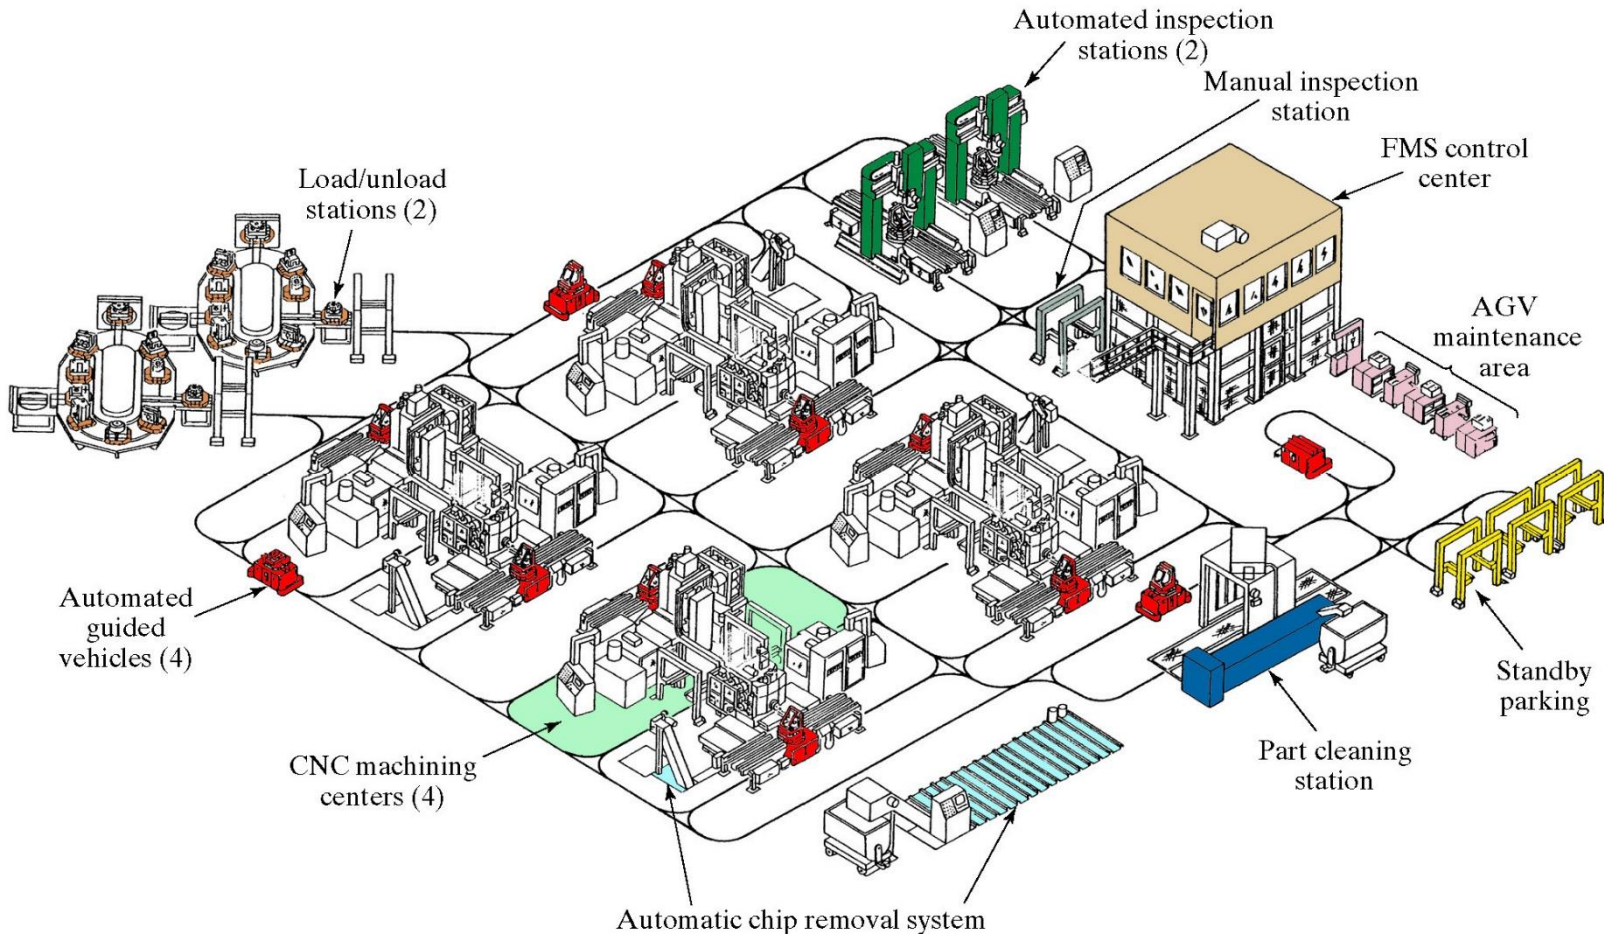 Automated inspection
stations (2)
Manual inspection
station
FMS control
center
Load/unload
stations (2)
AGV
maintenance
area
Automated
guided
vehicles (4)
Standby
parking
Part cleaning
station
CNC machining
centers (4)
Automatic chip removal system